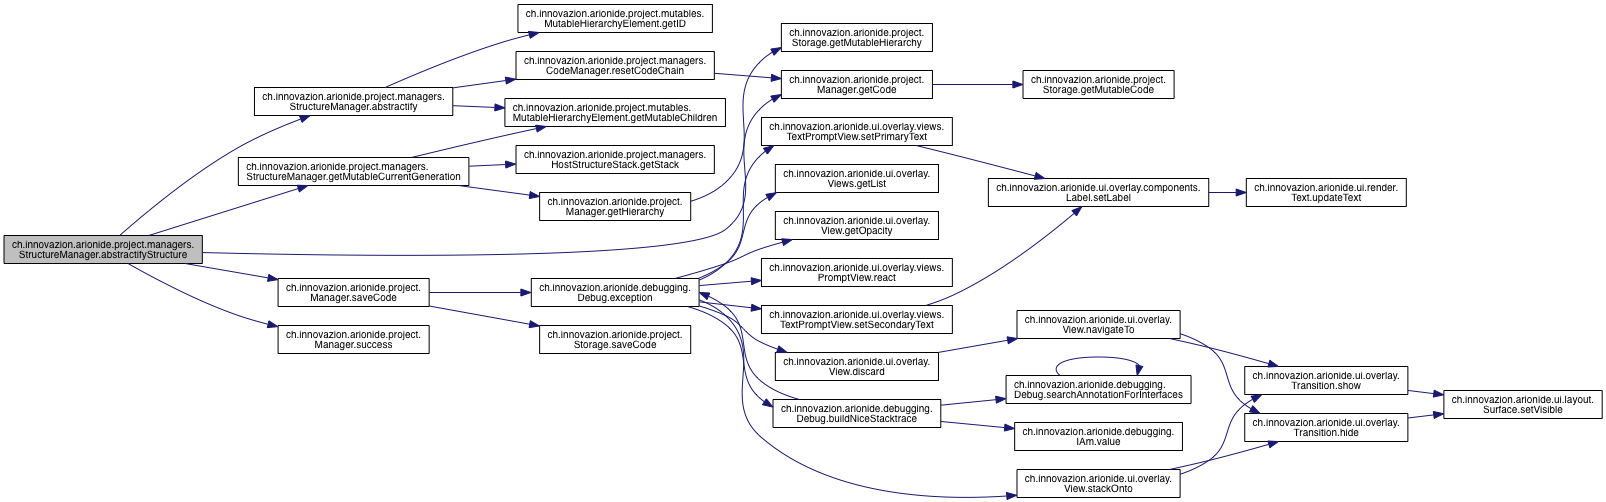 ch.innovazion.arionide.project.mutables.
MutableHierarchyElement.getID
ch.innovazion.arionide.project.
Storage.getMutableHierarchy
ch.innovazion.arionide.project.managers.
CodeManager.resetCodeChain
ch.innovazion.arionide.project.
Manager.getCode
ch.innovazion.arionide.project.
Storage.getMutableCode
ch.innovazion.arionide.project.managers.
StructureManager.abstractify
ch.innovazion.arionide.project.mutables.
MutableHierarchyElement.getMutableChildren
ch.innovazion.arionide.ui.overlay.views.
TextPromptView.setPrimaryText
ch.innovazion.arionide.project.managers.
HostStructureStack.getStack
ch.innovazion.arionide.project.managers.
StructureManager.getMutableCurrentGeneration
ch.innovazion.arionide.ui.overlay.
Views.getList
ch.innovazion.arionide.ui.overlay.components.
Label.setLabel
ch.innovazion.arionide.ui.render.
Text.updateText
ch.innovazion.arionide.project.
Manager.getHierarchy
ch.innovazion.arionide.ui.overlay.
View.getOpacity
ch.innovazion.arionide.project.managers.
StructureManager.abstractifyStructure
ch.innovazion.arionide.ui.overlay.views.
PromptView.react
ch.innovazion.arionide.project.
Manager.saveCode
ch.innovazion.arionide.debugging.
Debug.exception
ch.innovazion.arionide.ui.overlay.views.
TextPromptView.setSecondaryText
ch.innovazion.arionide.ui.overlay.
View.navigateTo
ch.innovazion.arionide.project.
Manager.success
ch.innovazion.arionide.project.
Storage.saveCode
ch.innovazion.arionide.ui.overlay.
View.discard
ch.innovazion.arionide.ui.overlay.
Transition.show
ch.innovazion.arionide.debugging.
Debug.searchAnnotationForInterfaces
ch.innovazion.arionide.ui.layout.
Surface.setVisible
ch.innovazion.arionide.debugging.
Debug.buildNiceStacktrace
ch.innovazion.arionide.ui.overlay.
Transition.hide
ch.innovazion.arionide.debugging.
IAm.value
ch.innovazion.arionide.ui.overlay.
View.stackOnto